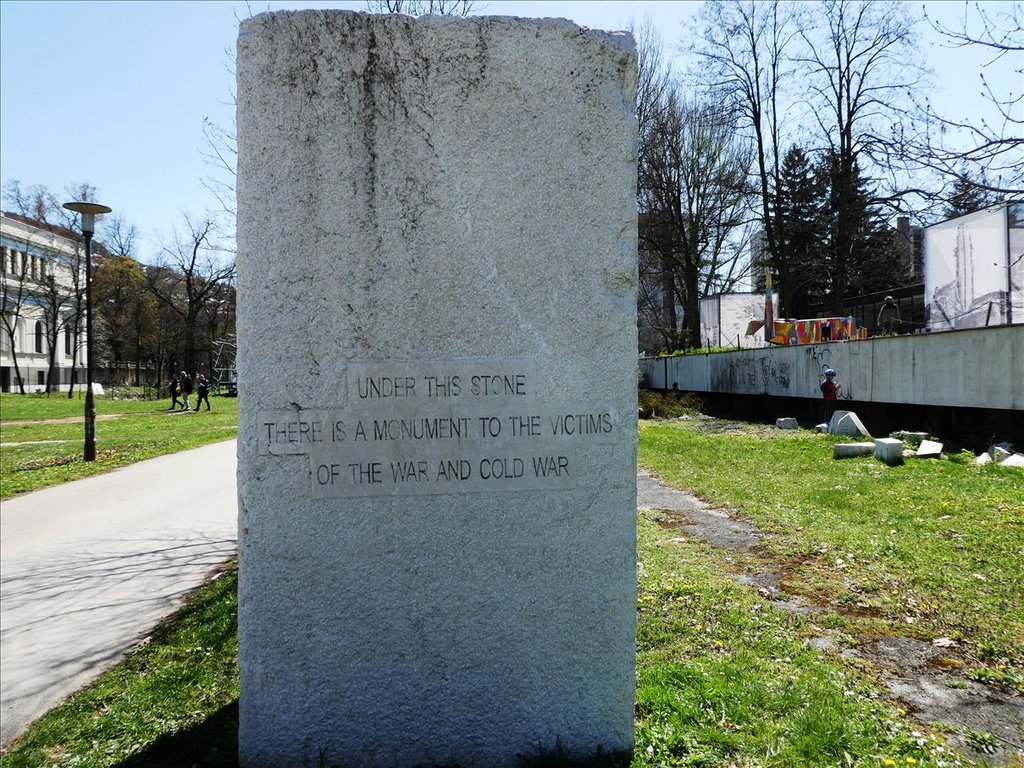 UNDER THIS STONE
THERE IS A MONUMENT TO THE VICTIMS
OF THE WAR AND COLD WAR